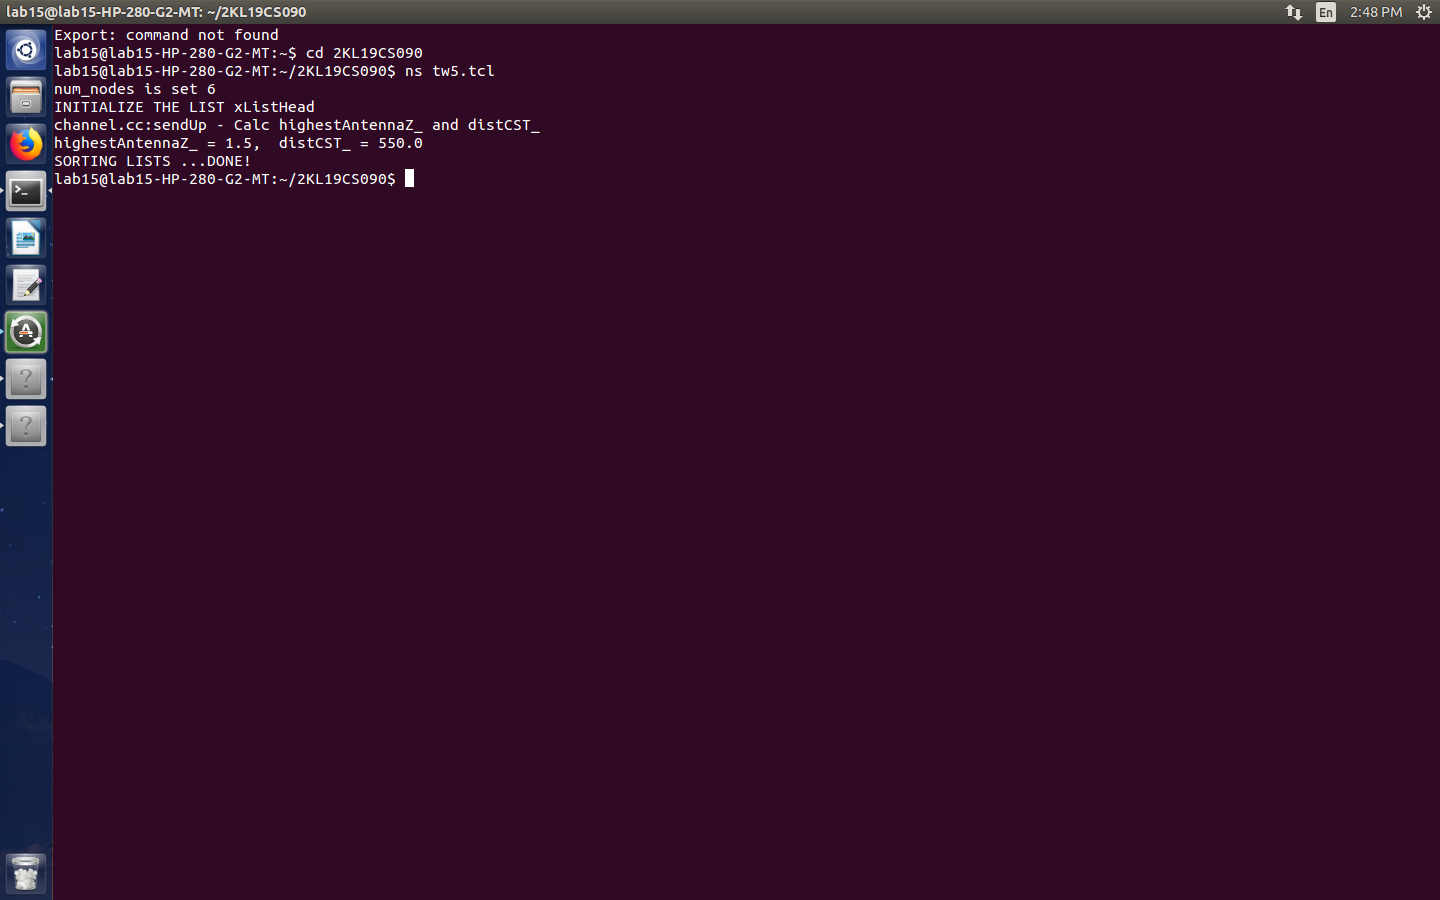 lab15@lab15-HP-280-G2-MT: ~/2KL19CS090
En
2:48 PM
Export: command not found
lab15@lab15-HP-280-G2-MT:~$ cd 2KL19CS090
lab15@lab15-HP-280-G2-MT:~/2KL19CS090$ ns tw5.tcl
num_nodes is set 6
INITIALIZE THE LIST xListHead
channel.cc:sendUp - Calc highestAntennaZ_ and distCST_
highestAntennaZ_ = 1.5,  distCST_ = 550.0
SORTING LISTS ...DONE!
lab15@lab15-HP-280-G2-MT:~/2KL19CS090$